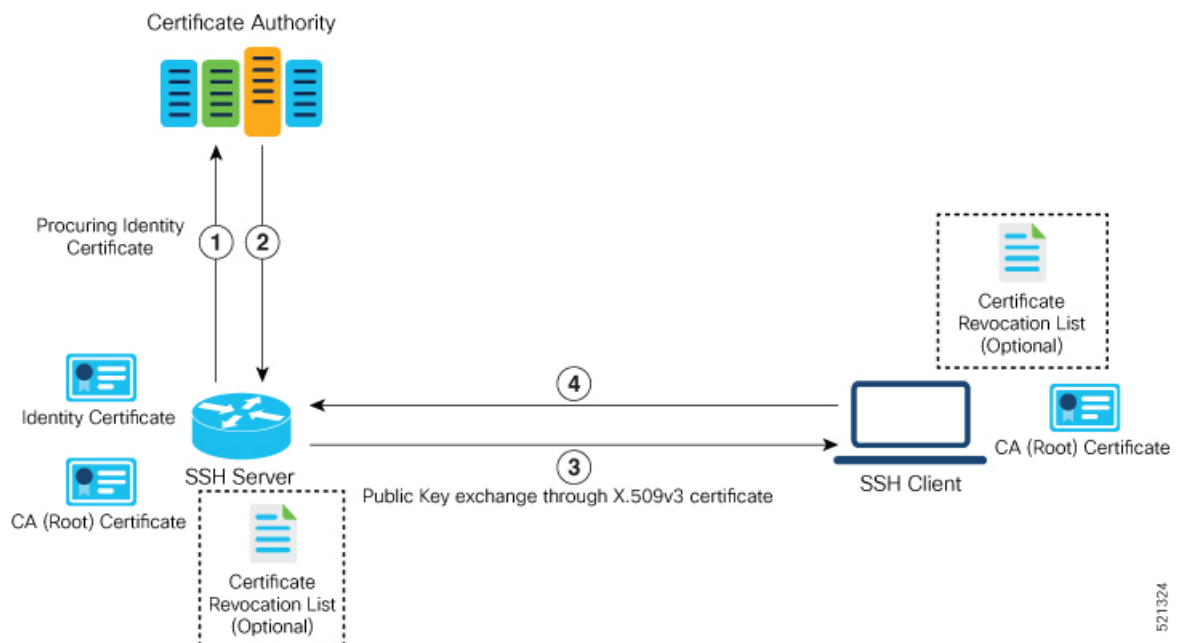 Certificate Authority
Procuring Identity
Certificate
1
2
Certificate
Revocation List
(Optional)
4
Identity Certificate
CA (Root) Certificate
SSH Server
3
SSH Client
Public Key exchange through X.509v3 certificate
CA (Root) Certificate
Certificate
Revocation List
(Optional)
521324